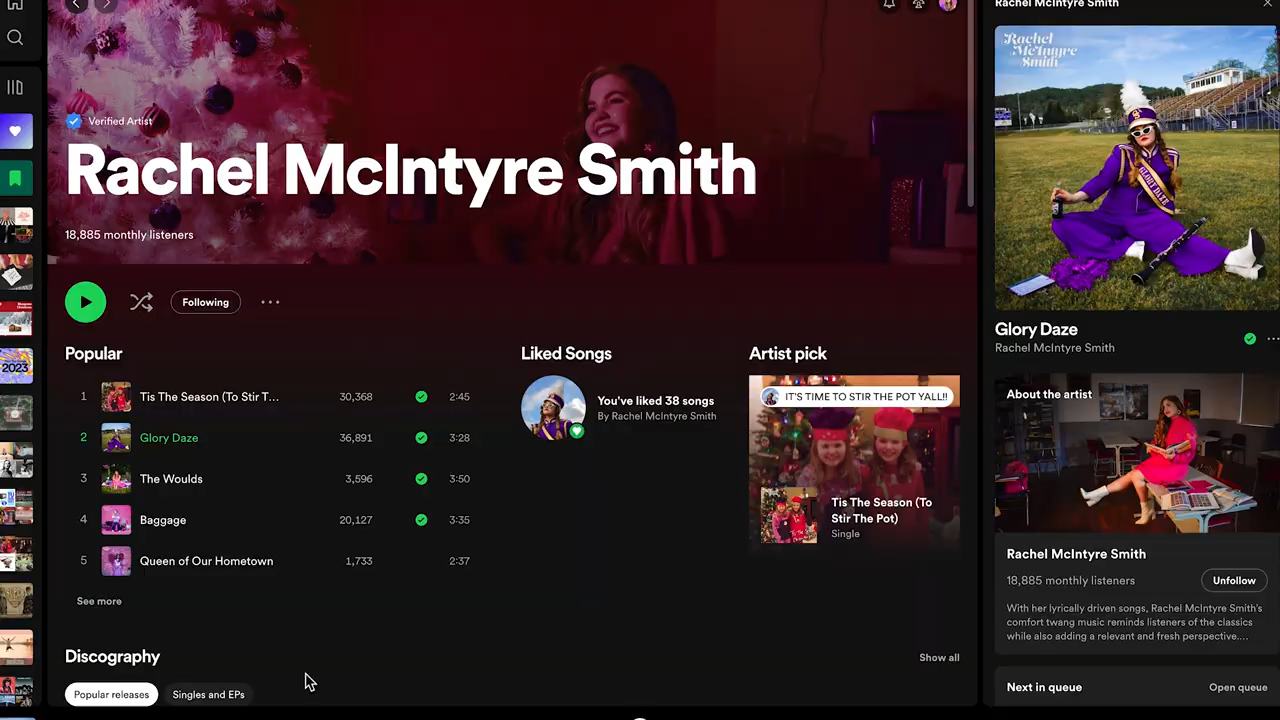 Rachel McIntyre Smith
Verified Artist
Rachel McIntyre Smith
18,885 monthly listeners
Following
Popular
1 Tis The Season (To Stir T... 30,368 2:45
2 Glory Daze 36,891 3:28
3 The Woulds 3,596 3:50
4 Baggage 20,127 3:35
5 Queen of Our Hometown 1,733 2:37
See more
Liked Songs
You've liked 38 songs
By Rachel McIntyre Smith
Artist pick
IT'S TIME TO STIR THE POT YALL!!
Tis The Season (To
Stir The Pot)
Single
Discography
Show all
Popular releases
Singles and EPs
2023
Rachel
McIntyre
Smith
GLORY DAZE
Glory Daze
Rachel McIntyre Smith
About the artist
Rachel McIntyre Smith
18,885 monthly listeners
Unfollow
With her lyrically driven songs, Rachel McIntyre Smith's
comfort twang music reminds listeners of the classics
while also adding a relevant and fresh perspective....
Next in queue
Open queue